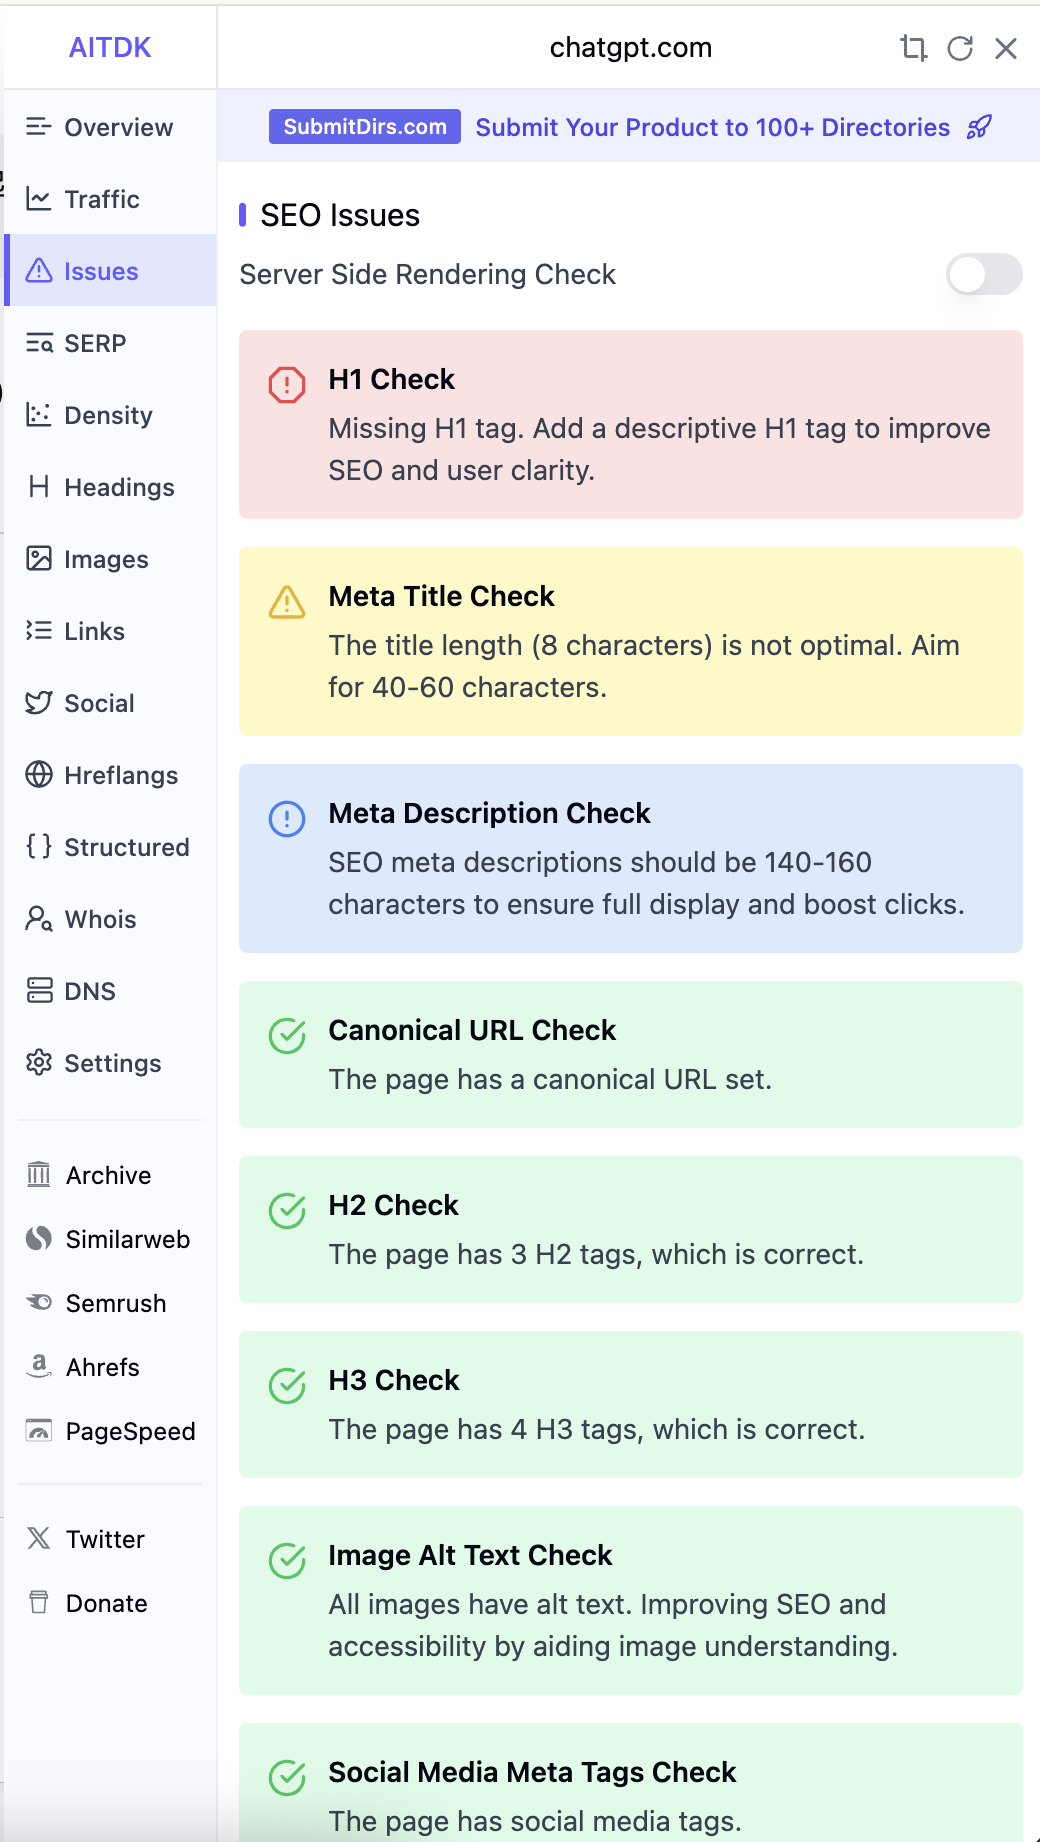 AITDK
chatgpt.com
Overview
Traffic
Issues
SERP
Density
Headings
Images
Links
Social
Hreflangs
Structured
Whois
DNS
Settings
Archive
Similarweb
Semrush
Ahrefs
PageSpeed
Twitter
Donate
SubmitDirs.com Submit Your Product to 100+ Directories
SEO Issues
Server Side Rendering Check
H1 Check
Missing H1 tag. Add a descriptive H1 tag to improve
SEO and user clarity.
Meta Title Check
The title length (8 characters) is not optimal. Aim
for 40-60 characters.
Meta Description Check
SEO meta descriptions should be 140-160
characters to ensure full display and boost clicks.
Canonical URL Check
The page has a canonical URL set.
H2 Check
The page has 3 H2 tags, which is correct.
H3 Check
The page has 4 H3 tags, which is correct.
Image Alt Text Check
All images have alt text. Improving SEO and
accessibility by aiding image understanding.
Social Media Meta Tags Check
The page has social media tags.